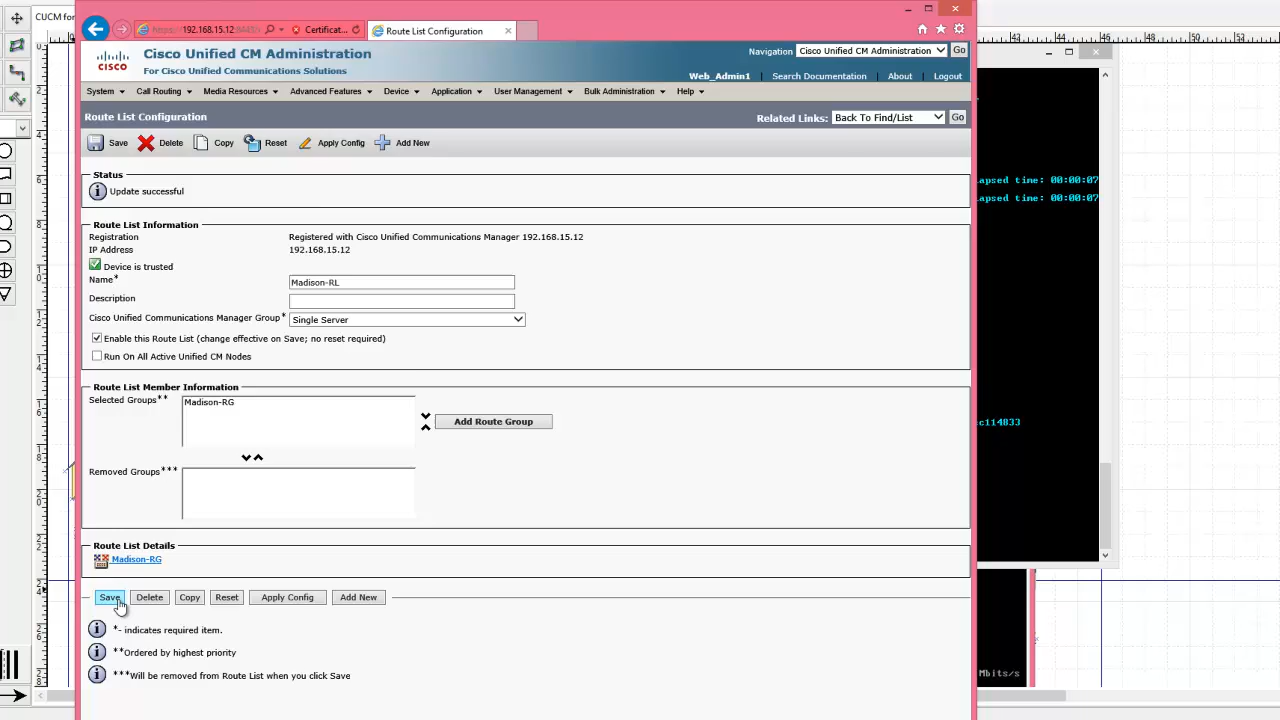 CUCM for
https://192.168.15.12:8443/
Certificat...
Route List Configuration
CISCO
Cisco Unified CM Administration
For Cisco Unified Communications Solutions
Navigation Cisco Unified CM Administration Go
Web_Admin1 Search Documentation About Logout
System Call Routing Media Resources Advanced Features Device Application User Management Bulk Administration Help
Route List Configuration
Related Links: Back To Find/List Go
Save Delete Copy Reset Apply Config Add New
Status
Update successful
Route List Information
Registration Registered with Cisco Unified Communications Manager 192.168.15.12
IP Address 192.168.15.12
Device is trusted
Name* Madison-RL
Description
Cisco Unified Communications Manager Group* Single Server
Enable this Route List (change effective on Save; no reset required)
Run On All Active Unified CM Nodes
Route List Member Information
Selected Groups** Madison-RG
Add Route Group
Removed Groups***
Route List Details
Madison-RG
Save Delete Copy Reset Apply Config Add New
*- indicates required item.
**Ordered by highest priority
***Will be removed from Route List when you click Save
apsed time: 00:00:07
apsed time: 00:00:07
c114833
Mbits/s